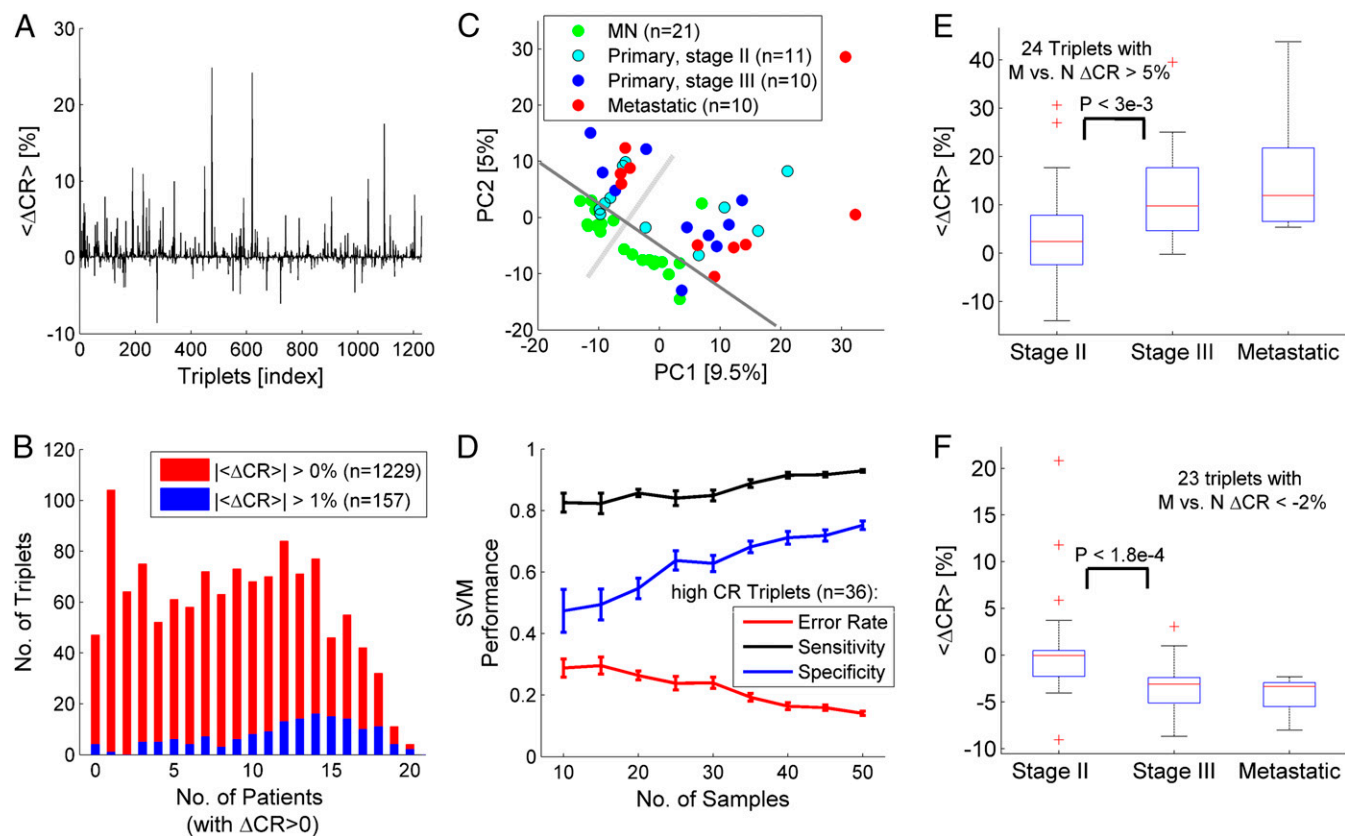 A
<ΔCR> [%]
30
20
10
0
-10
0
200
400
600
800
1000
1200
Triplets [index]
B
No. of Triplets
120
100
80
60
40
20
0
|<ΔCR>| > 0% (n=1229)
|<ΔCR>| > 1% (n=157)
0
5
10
15
20
No. of Patients
(with ΔCR>0)
C
PC2 [5%]
30
20
10
0
-10
-20
MN (n=21)
Primary, stage II (n=11)
Primary, stage III (n=10)
Metastatic (n=10)
-20
-10
0
10
20
30
PC1 [9.5%]
D
SVM
Performance
1
0.8
0.6
0.4
0.2
0
high CR Triplets (n=36):
Error Rate
Sensitivity
Specificity
10
20
30
40
50
No. of Samples
E
<ΔCR> [%]
40
30
20
10
0
-10
24 Triplets with
M vs. N ΔCR > 5%
P < 3e-3
Stage II
Stage III
Metastatic
F
<ΔCR> [%]
20
15
10
5
0
-5
-10
23 triplets with
M vs. N ΔCR < -2%
P < 1.8e-4
Stage II
Stage III
Metastatic